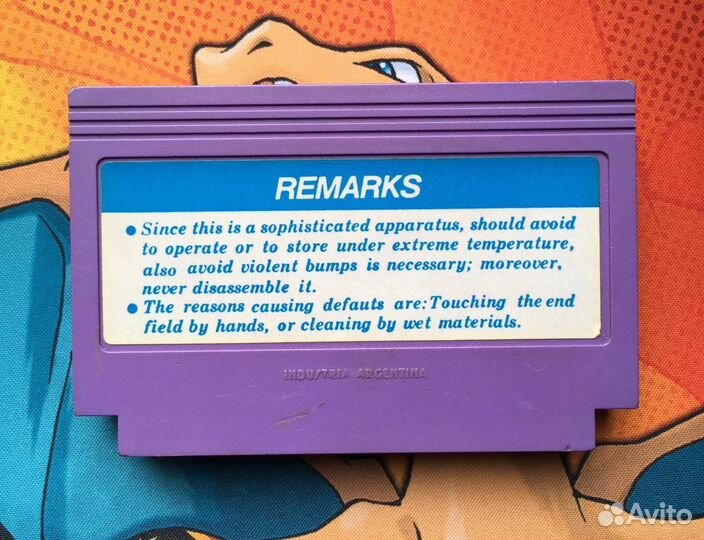 REMARKS
● Since this is a sophisticated apparatus, should avoid
to operate or to store under extreme temperature,
also avoid violent bumps is necessary; moreover,
never disassemble it.
● The reasons causing defauts are: Touching the end
field by hands, or cleaning by wet materials.
INDUSTRIA ARGENTINA
Avito